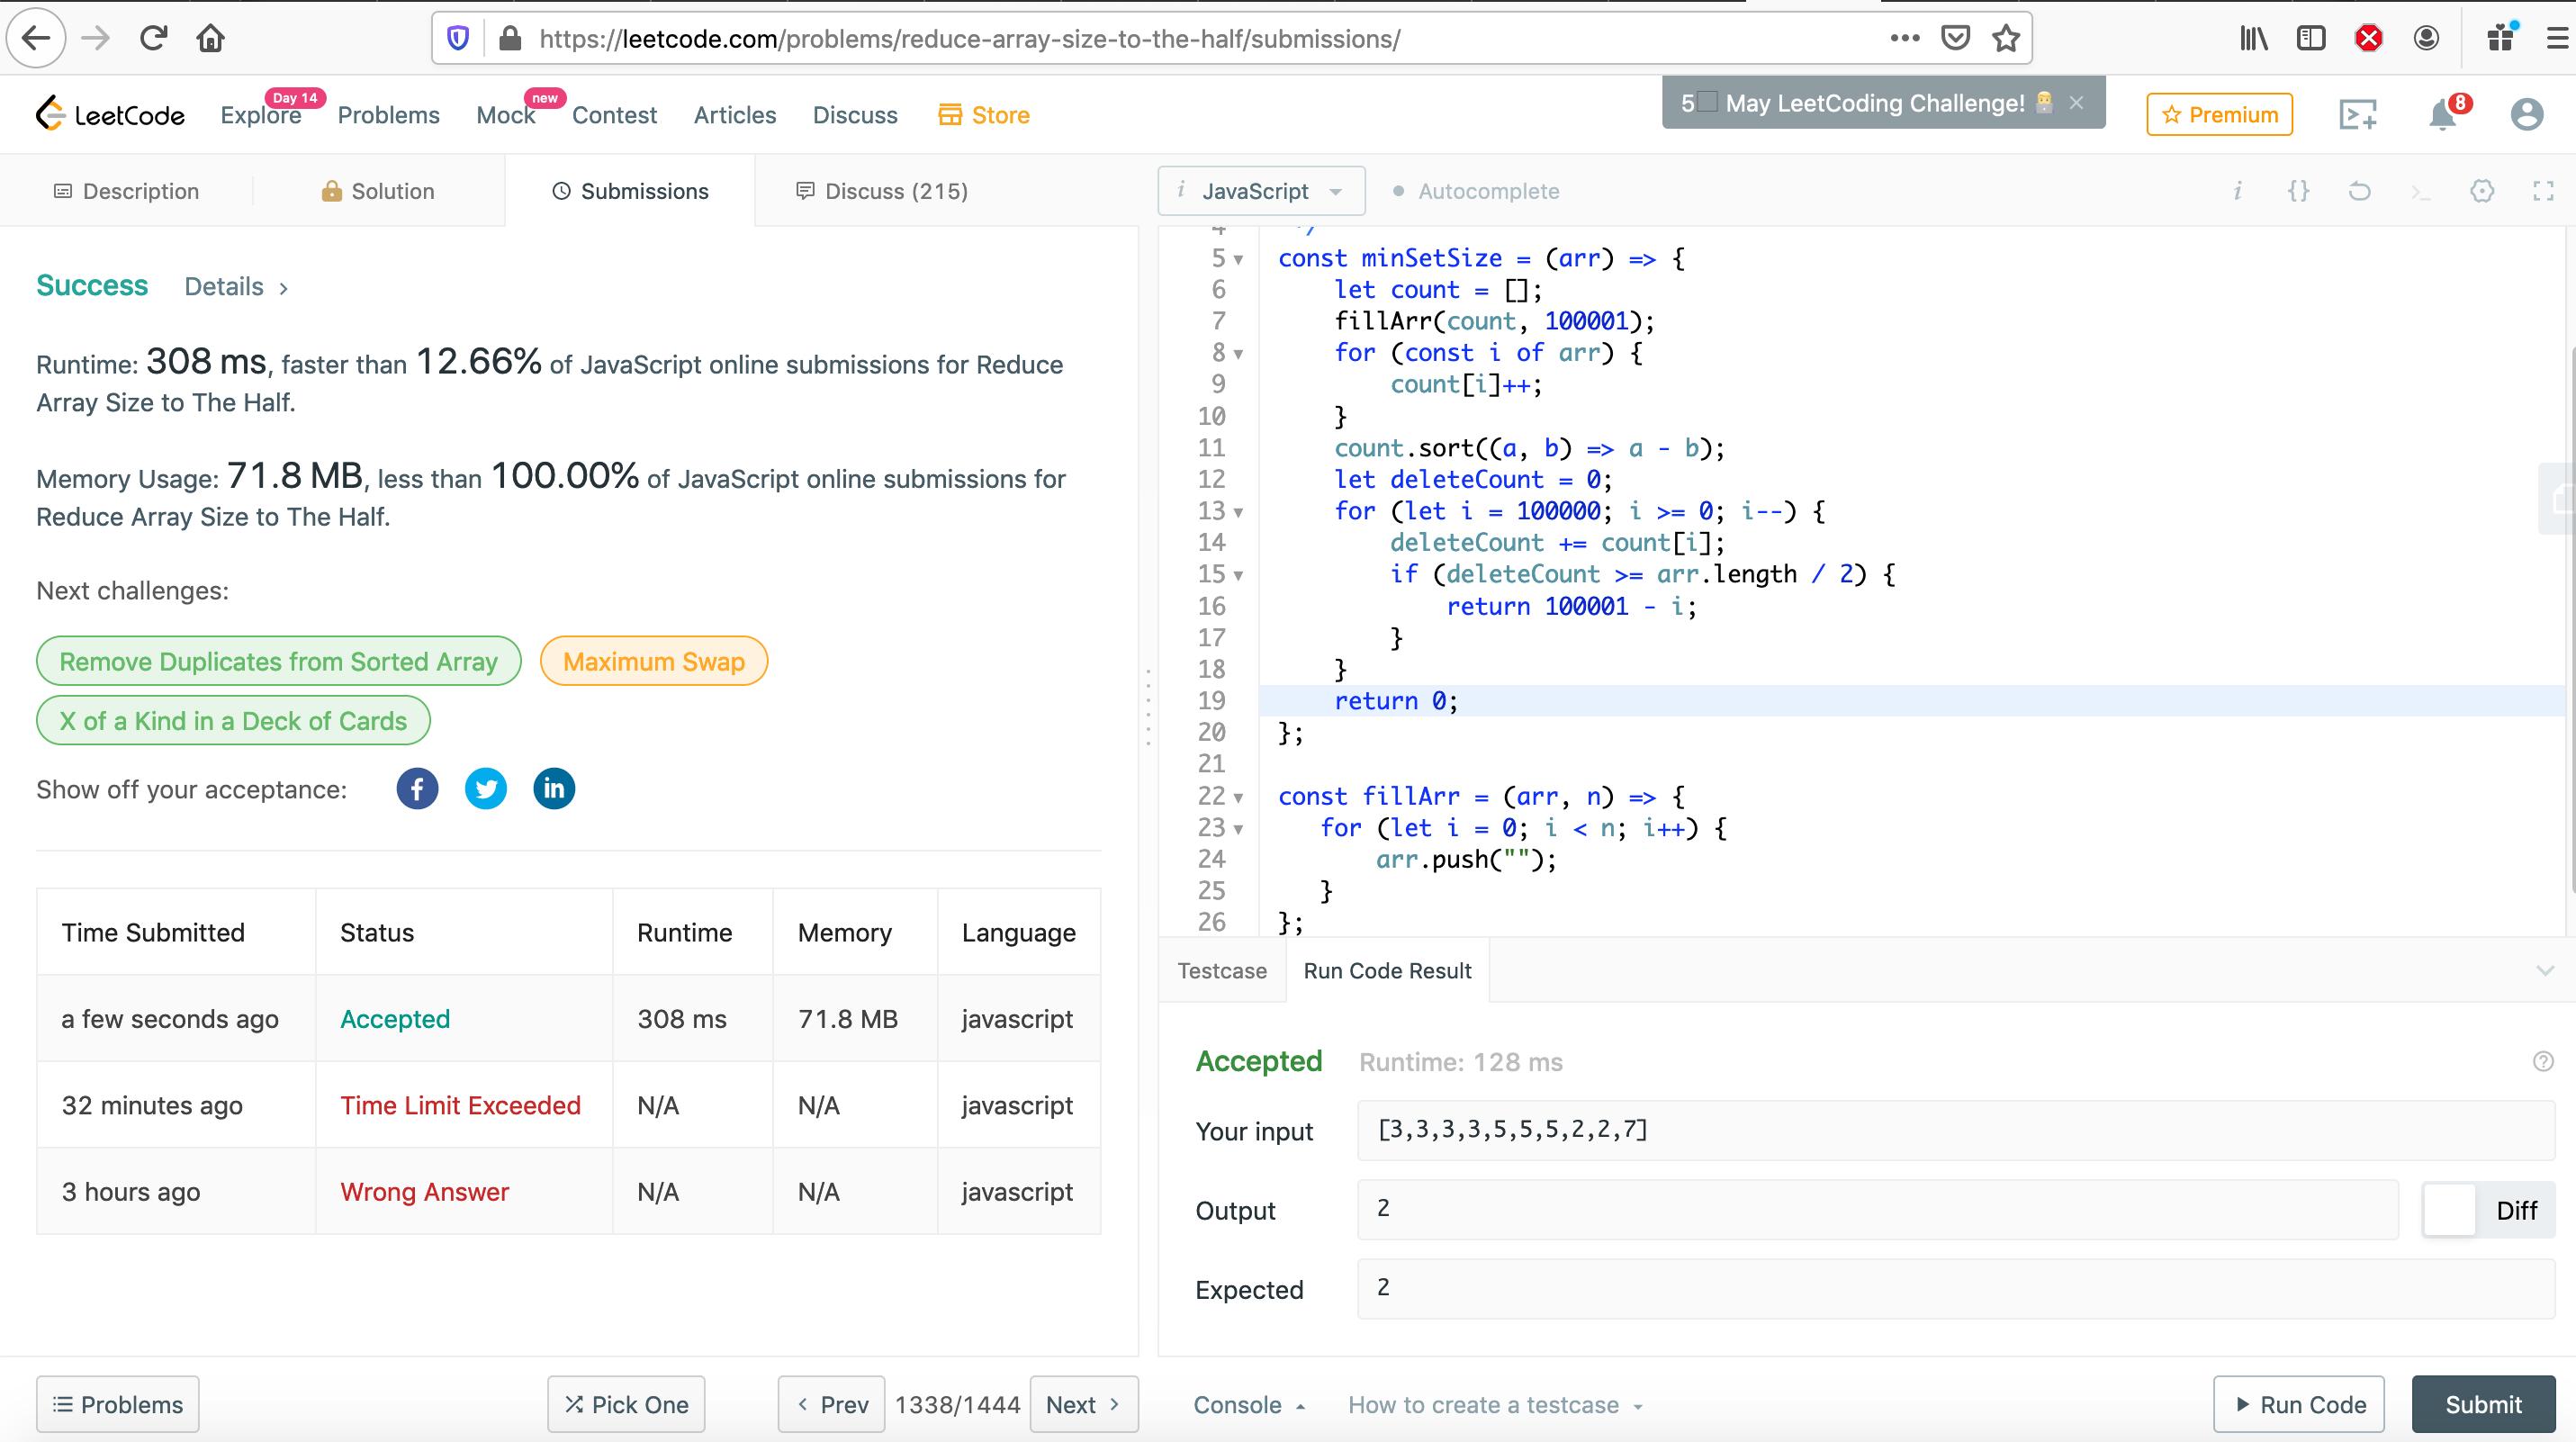 https://leetcode.com/problems/reduce-array-size-to-the-half/submissions/
LeetCode
Explore
Day 14
Problems
Mock
new
Contest
Articles
Discuss
Store
5 May LeetCoding Challenge!
Premium
8
Description
Solution
Submissions
Discuss (215)
Success
Details >
Runtime: 308 ms, faster than 12.66% of JavaScript online submissions for Reduce
Array Size to The Half.
Memory Usage: 71.8 MB, less than 100.00% of JavaScript online submissions for
Reduce Array Size to The Half.
Next challenges:
Remove Duplicates from Sorted Array
Maximum Swap
X of a Kind in a Deck of Cards
Show off your acceptance:
Time Submitted Status Runtime Memory Language
a few seconds ago Accepted 308 ms 71.8 MB javascript
32 minutes ago Time Limit Exceeded N/A N/A javascript
3 hours ago Wrong Answer N/A N/A javascript
Problems
Pick One
< Prev
1338/1444
Next >
i JavaScript
Autocomplete
4 */
5 const minSetSize = (arr) => {
6 let count = [];
7 fillArr(count, 100001);
8 for (const i of arr) {
9 count[i]++;
10 }
11 count.sort((a, b) => a - b);
12 let deleteCount = 0;
13 for (let i = 100000; i >= 0; i--) {
14 deleteCount += count[i];
15 if (deleteCount >= arr.length / 2) {
16 return 100001 - i;
17 }
18 }
19 return 0;
20 };
21
22 const fillArr = (arr, n) => {
23 for (let i = 0; i < n; i++) {
24 arr.push("");
25 }
26 };
Testcase
Run Code Result
Accepted
Runtime: 128 ms
Your input
[3,3,3,3,5,5,5,2,2,7]
Output
2
Diff
Expected
2
Console
How to create a testcase
Run Code
Submit